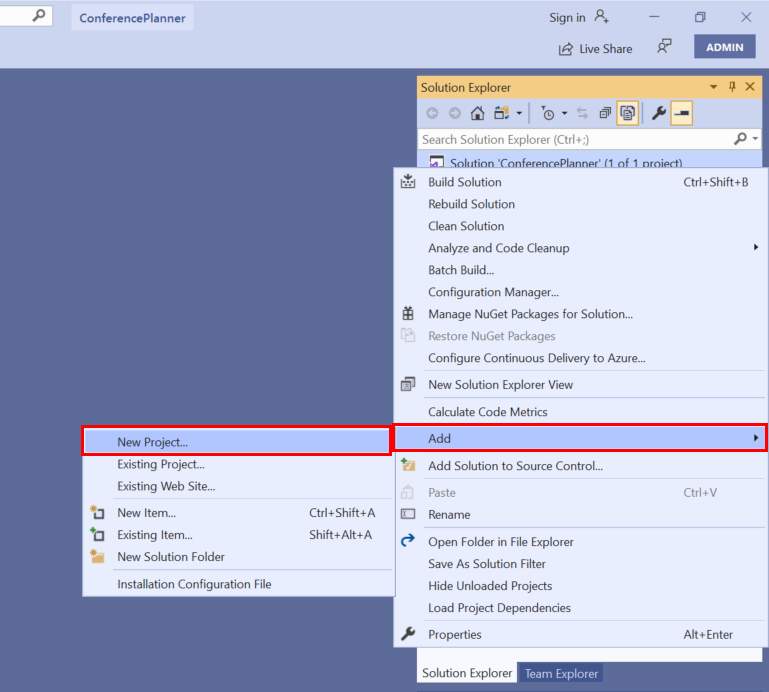 ConferencePlanner
Sign in
Live Share
ADMIN
Solution Explorer
Search Solution Explorer (Ctrl+;)
Solution 'ConferencePlanner' (1 of 1 project)
Build Solution Ctrl+Shift+B
Rebuild Solution
Clean Solution
Analyze and Code Cleanup
Batch Build...
Configuration Manager...
Manage NuGet Packages for Solution...
Restore NuGet Packages
Configure Continuous Delivery to Azure...
New Solution Explorer View
Calculate Code Metrics
Add
Add Solution to Source Control...
Paste Ctrl+V
Rename
Open Folder in File Explorer
Save As Solution Filter
Hide Unloaded Projects
Load Project Dependencies
Properties Alt+Enter
New Project...
Existing Project...
Existing Web Site...
New Item... Ctrl+Shift+A
Existing Item... Shift+Alt+A
New Solution Folder
Installation Configuration File
Solution Explorer
Team Explorer